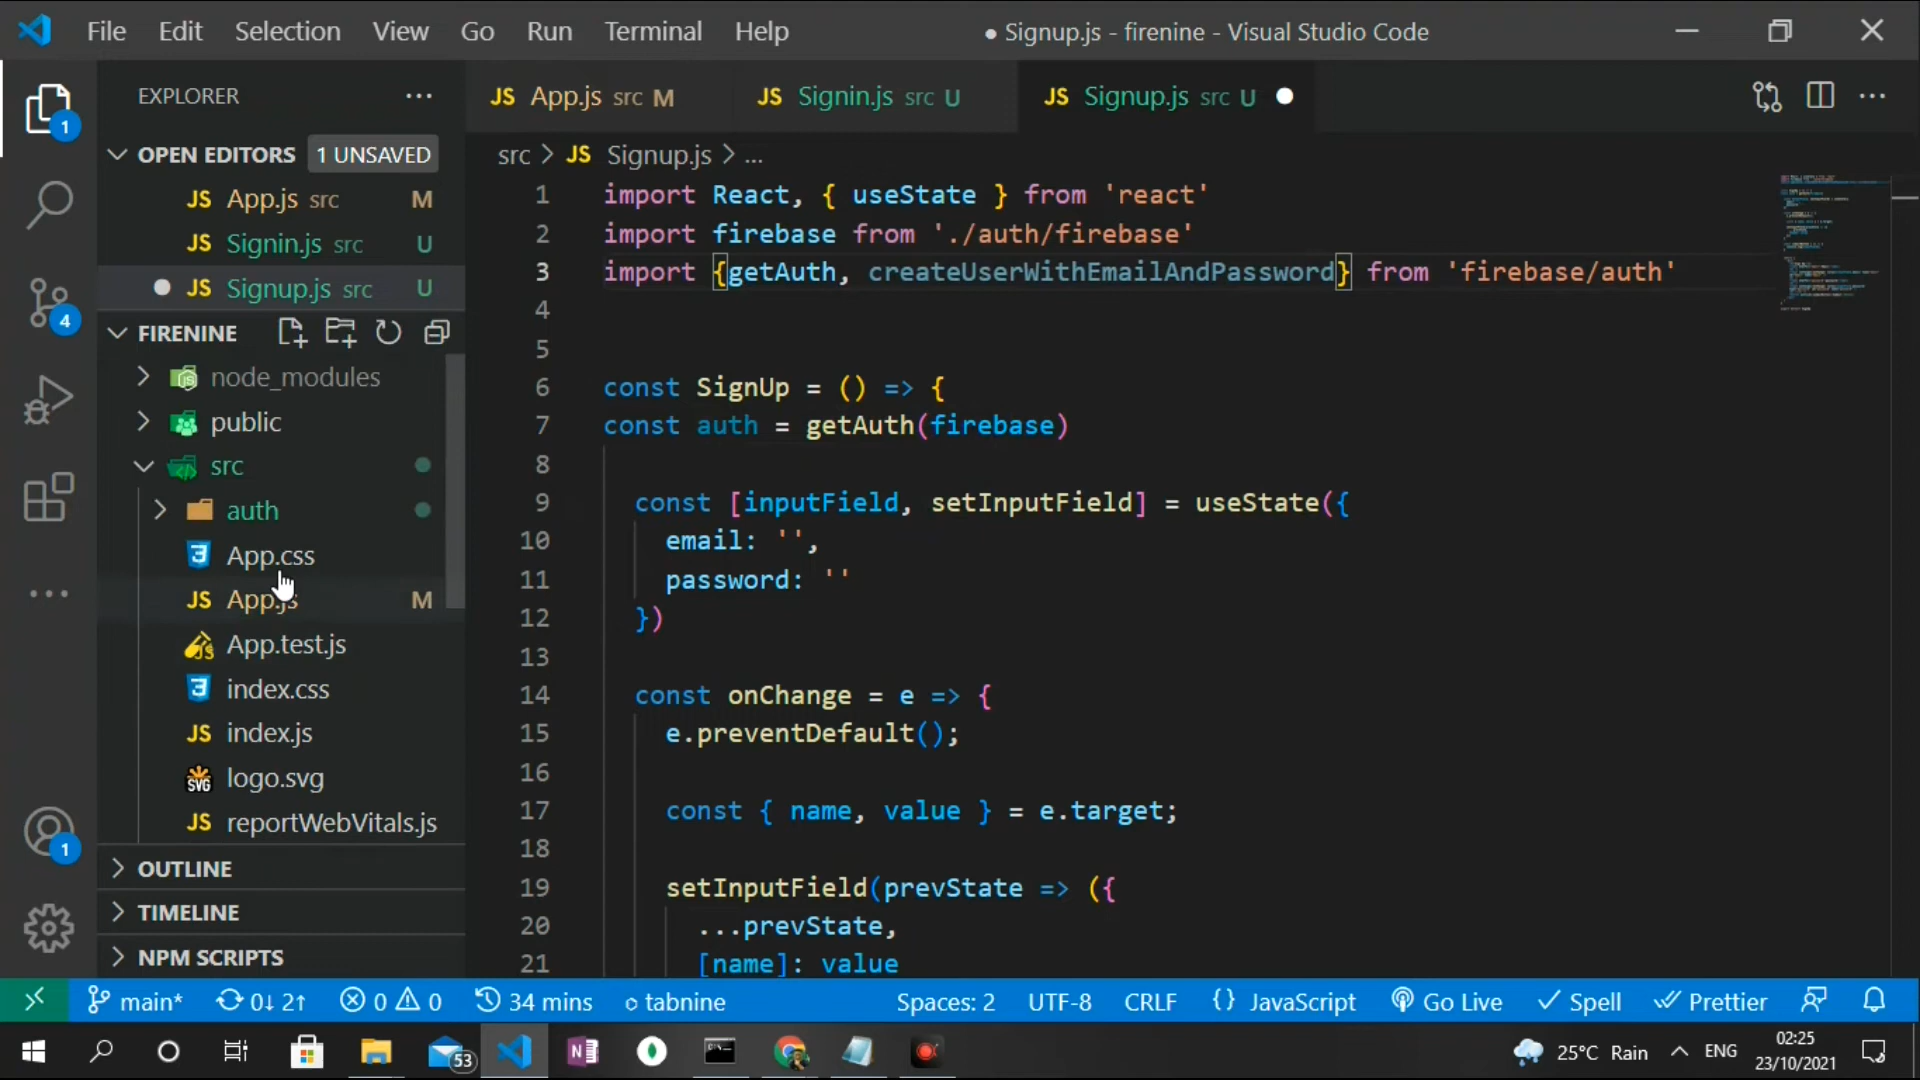 File Edit Selection View Go Run Terminal Help
● Signup.js - firenine - Visual Studio Code
EXPLORER
JS App.js src M
JS Signin.js src U
JS Signup.js src U
OPEN EDITORS 1 UNSAVED
JS App.js src M
JS Signin.js src U
JS Signup.js src U
FIRENINE
node_modules
public
src
auth
App.css
JS App.js M
App.test.js
index.css
JS index.js
SVG logo.svg
JS reportWebVitals.js
OUTLINE
TIMELINE
NPM SCRIPTS
1
4
1
src > JS Signup.js > ...
1 import React, { useState } from 'react'
2 import firebase from './auth/firebase'
3 import {getAuth, createUserWithEmailAndPassword} from 'firebase/auth'
4
5
6 const SignUp = () => {
7 const auth = getAuth(firebase)
8
9 const [inputField, setInputField] = useState({
10 email: '',
11 password: ''
12 })
13
14 const onChange = e => {
15 e.preventDefault();
16
17 const { name, value } = e.target;
18
19 setInputField(prevState => ({
20 ...prevState,
21 [name]: value
main* 0↓ 2↑ 0 0 34 mins tabnine Spaces: 2 UTF-8 CRLF {} JavaScript Go Live Spell Prettier
53 N 25°C Rain ENG 02:25
23/10/2021